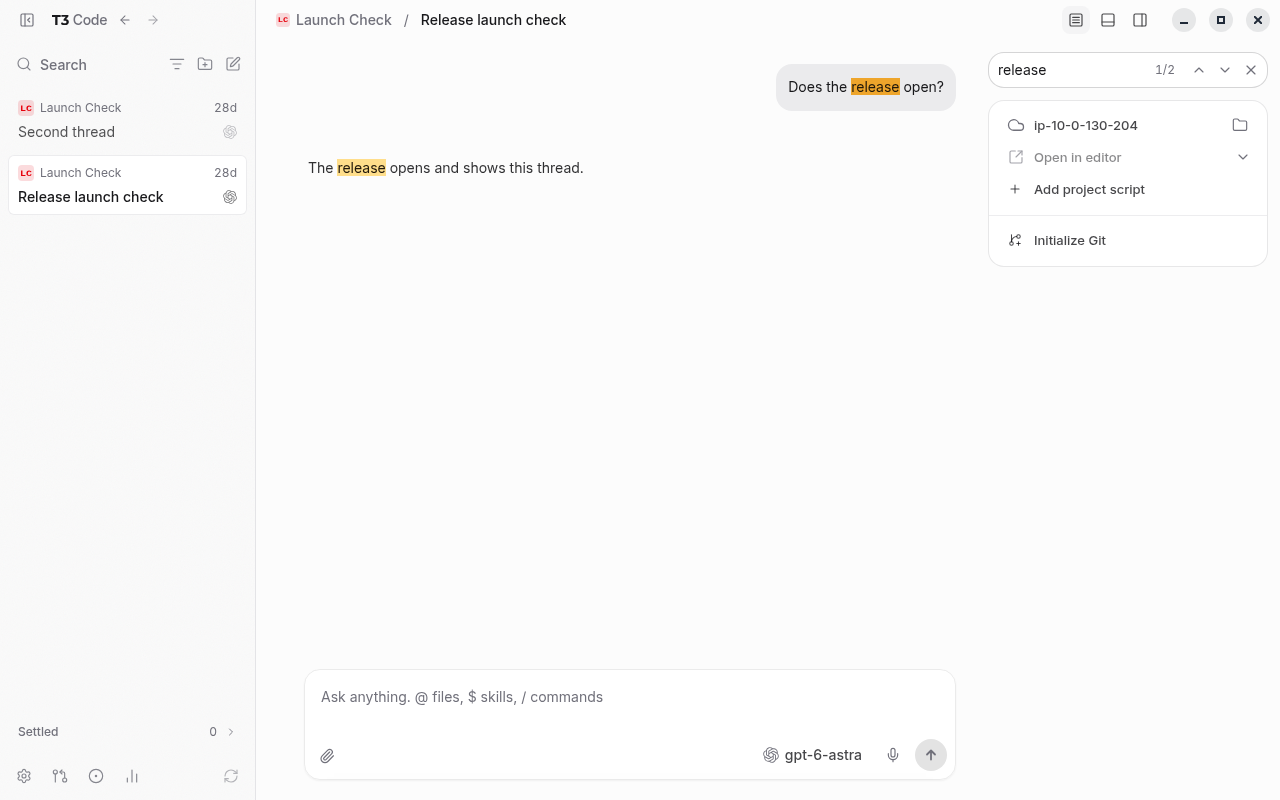 T3 Code
Search
LC Launch Check 28d
Second thread
LC Launch Check 28d
Release launch check
Settled 0
LC Launch Check / Release launch check
Does the release open?
The release opens and shows this thread.
Ask anything. @ files, $ skills, / commands
gpt-6-astra
release 1/2
ip-10-0-130-204
Open in editor
Add project script
Initialize Git